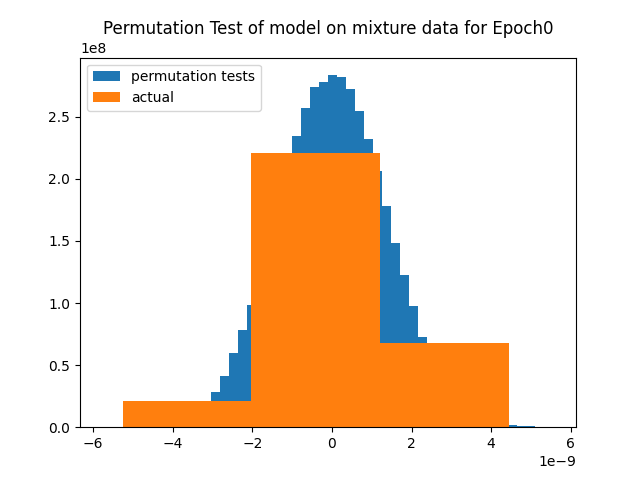 Permutation Test of model on mixture data for Epoch0
1e8
permutation tests
actual
2.5
2.0
1.5
1.0
0.5
0.0
−6 −4 −2 0 2 4 6
1e−9